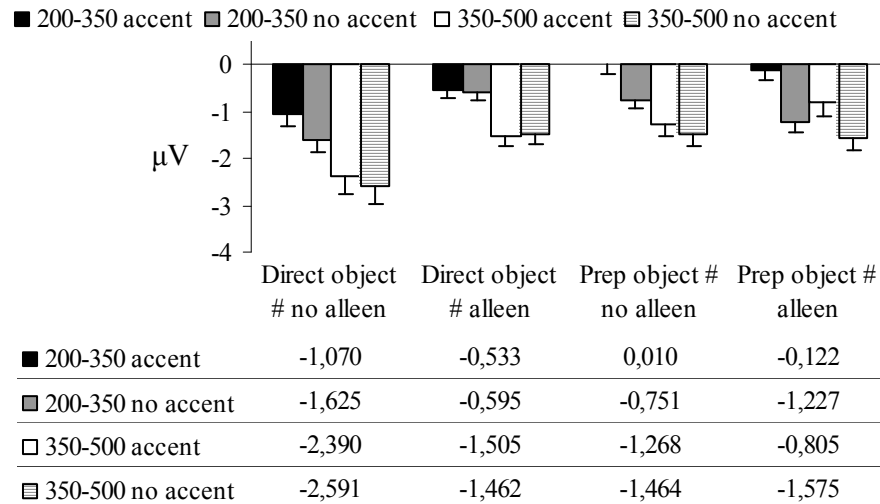 200-350 accent 200-350 no accent 350-500 accent 350-500 no accent
0
-1
-2
-3
-4
μV
Direct object # no alleen
Direct object # alleen
Prep object # no alleen
Prep object # alleen
200-350 accent -1,070 -0,533 0,010 -0,122
200-350 no accent -1,625 -0,595 -0,751 -1,227
350-500 accent -2,390 -1,505 -1,268 -0,805
350-500 no accent -2,591 -1,462 -1,464 -1,575